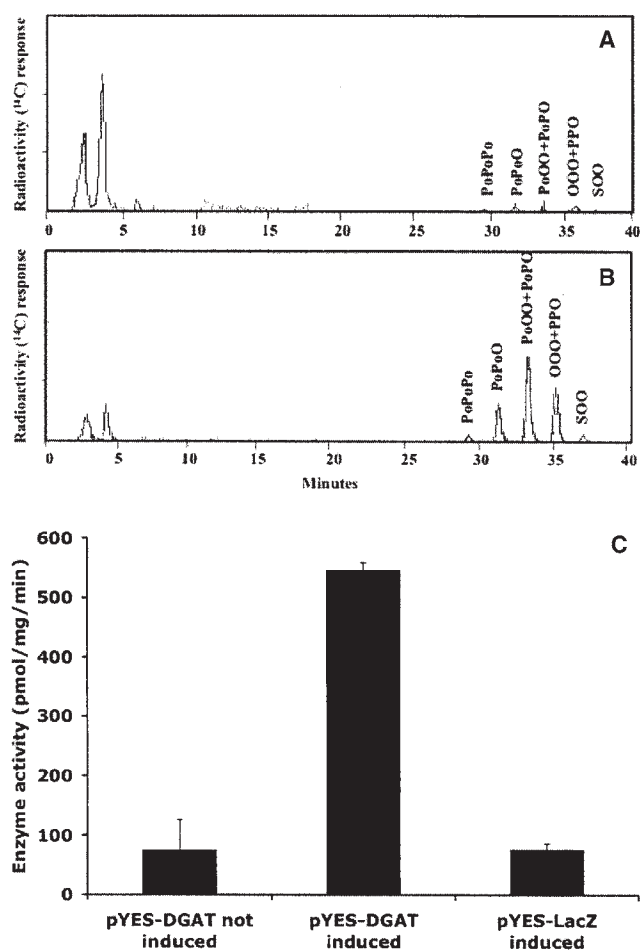 A
Radioactivity (¹⁴C) response
PoPoPo
PoPoO
PoOO+PoPO
OOO+PPO
SOO
0 5 10 15 20 25 30 35 40
B
Radioactivity (¹⁴C) response
PoPoPo
PoPoO
PoOO+PoPO
OOO+PPO
SOO
0 5 10 15 20 25 30 35 40
Minutes
C
Enzyme activity (pmol/mg/min)
600
500
400
300
200
100
0
pYES-DGAT not induced
pYES-DGAT induced
pYES-LacZ induced